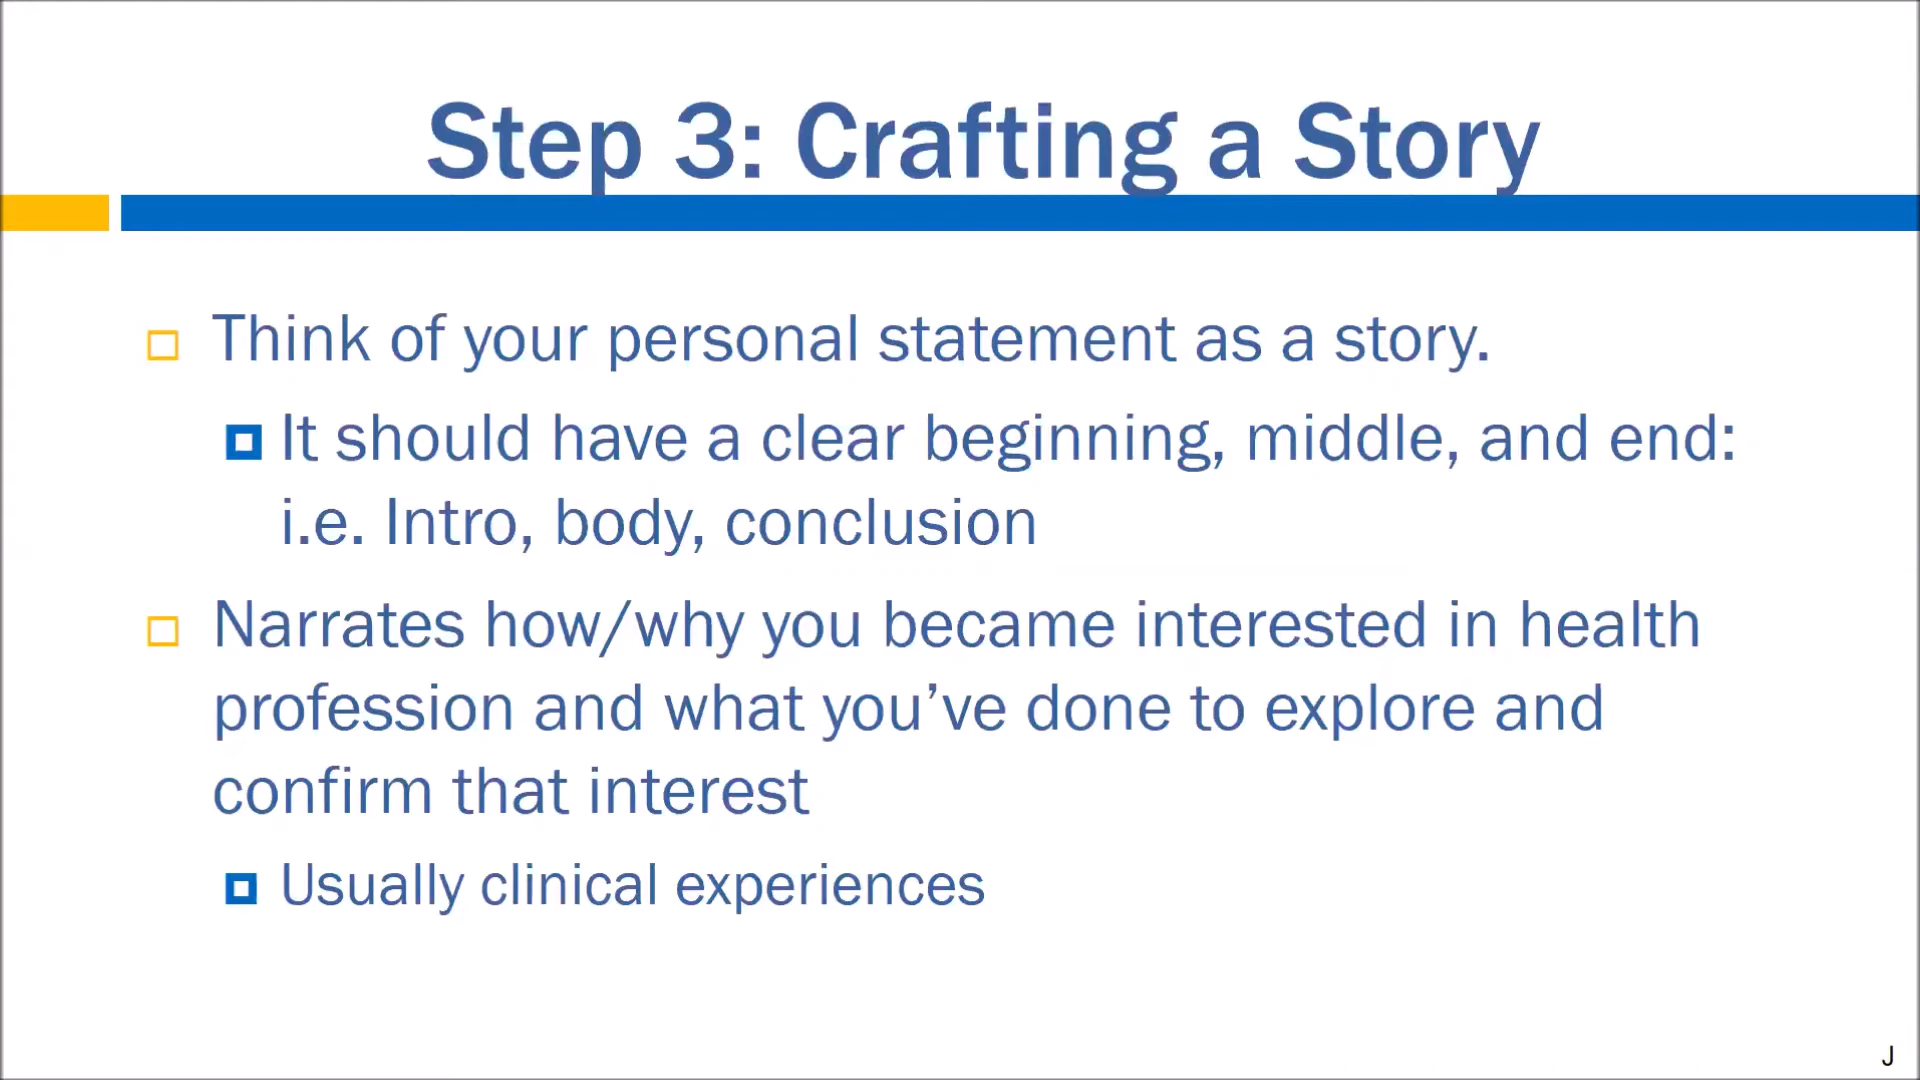 Step 3: Crafting a Story
Think of your personal statement as a story.
It should have a clear beginning, middle, and end:
i.e. Intro, body, conclusion
Narrates how/why you became interested in health
profession and what you’ve done to explore and
confirm that interest
Usually clinical experiences
J